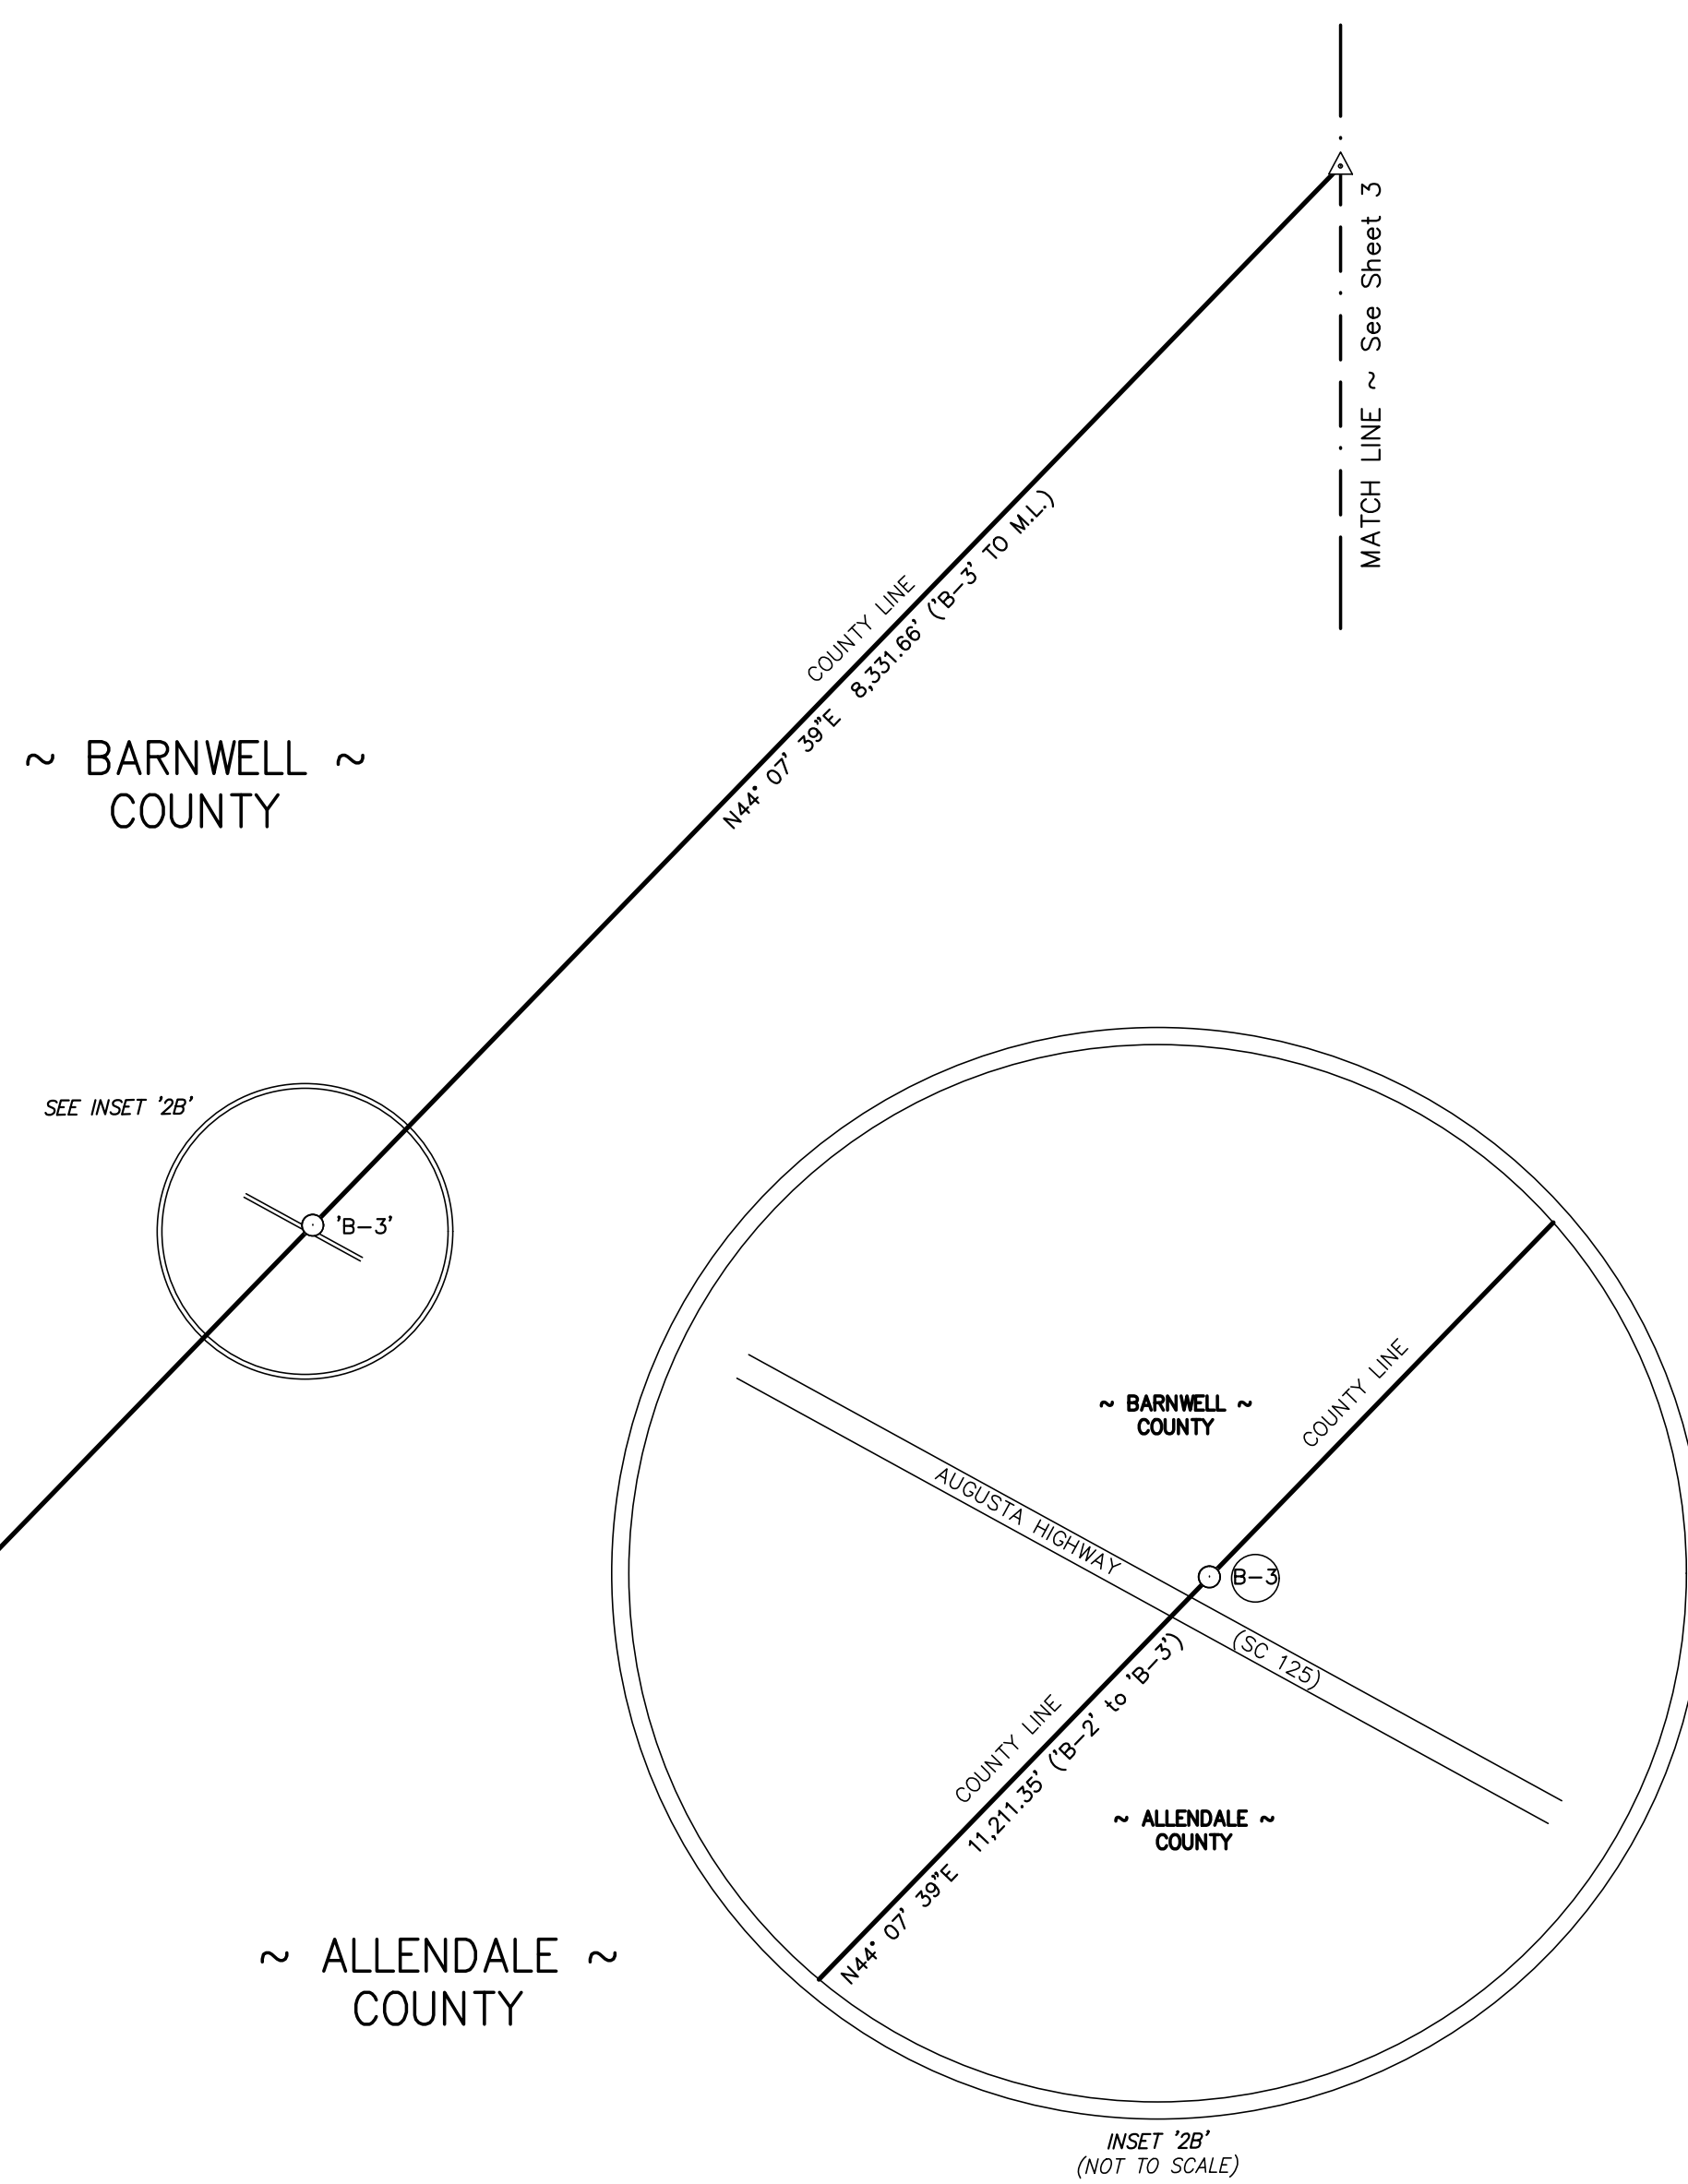 MATCH LINE ~ See Sheet 3
COUNTY LINE
N44° 07' 39"E 8,331.66' ('B-3' TO M.L.)
~ BARNWELL ~
COUNTY
SEE INSET '2B'
'B-3'
~ BARNWELL ~
COUNTY
COUNTY LINE
AUGUSTA HIGHWAY
(SC 125)
B-3
COUNTY LINE
N44° 07' 39"E 11,211.35' ('B-2' to 'B-3')
~ ALLENDALE ~
COUNTY
~ ALLENDALE ~
COUNTY
INSET '2B'
(NOT TO SCALE)